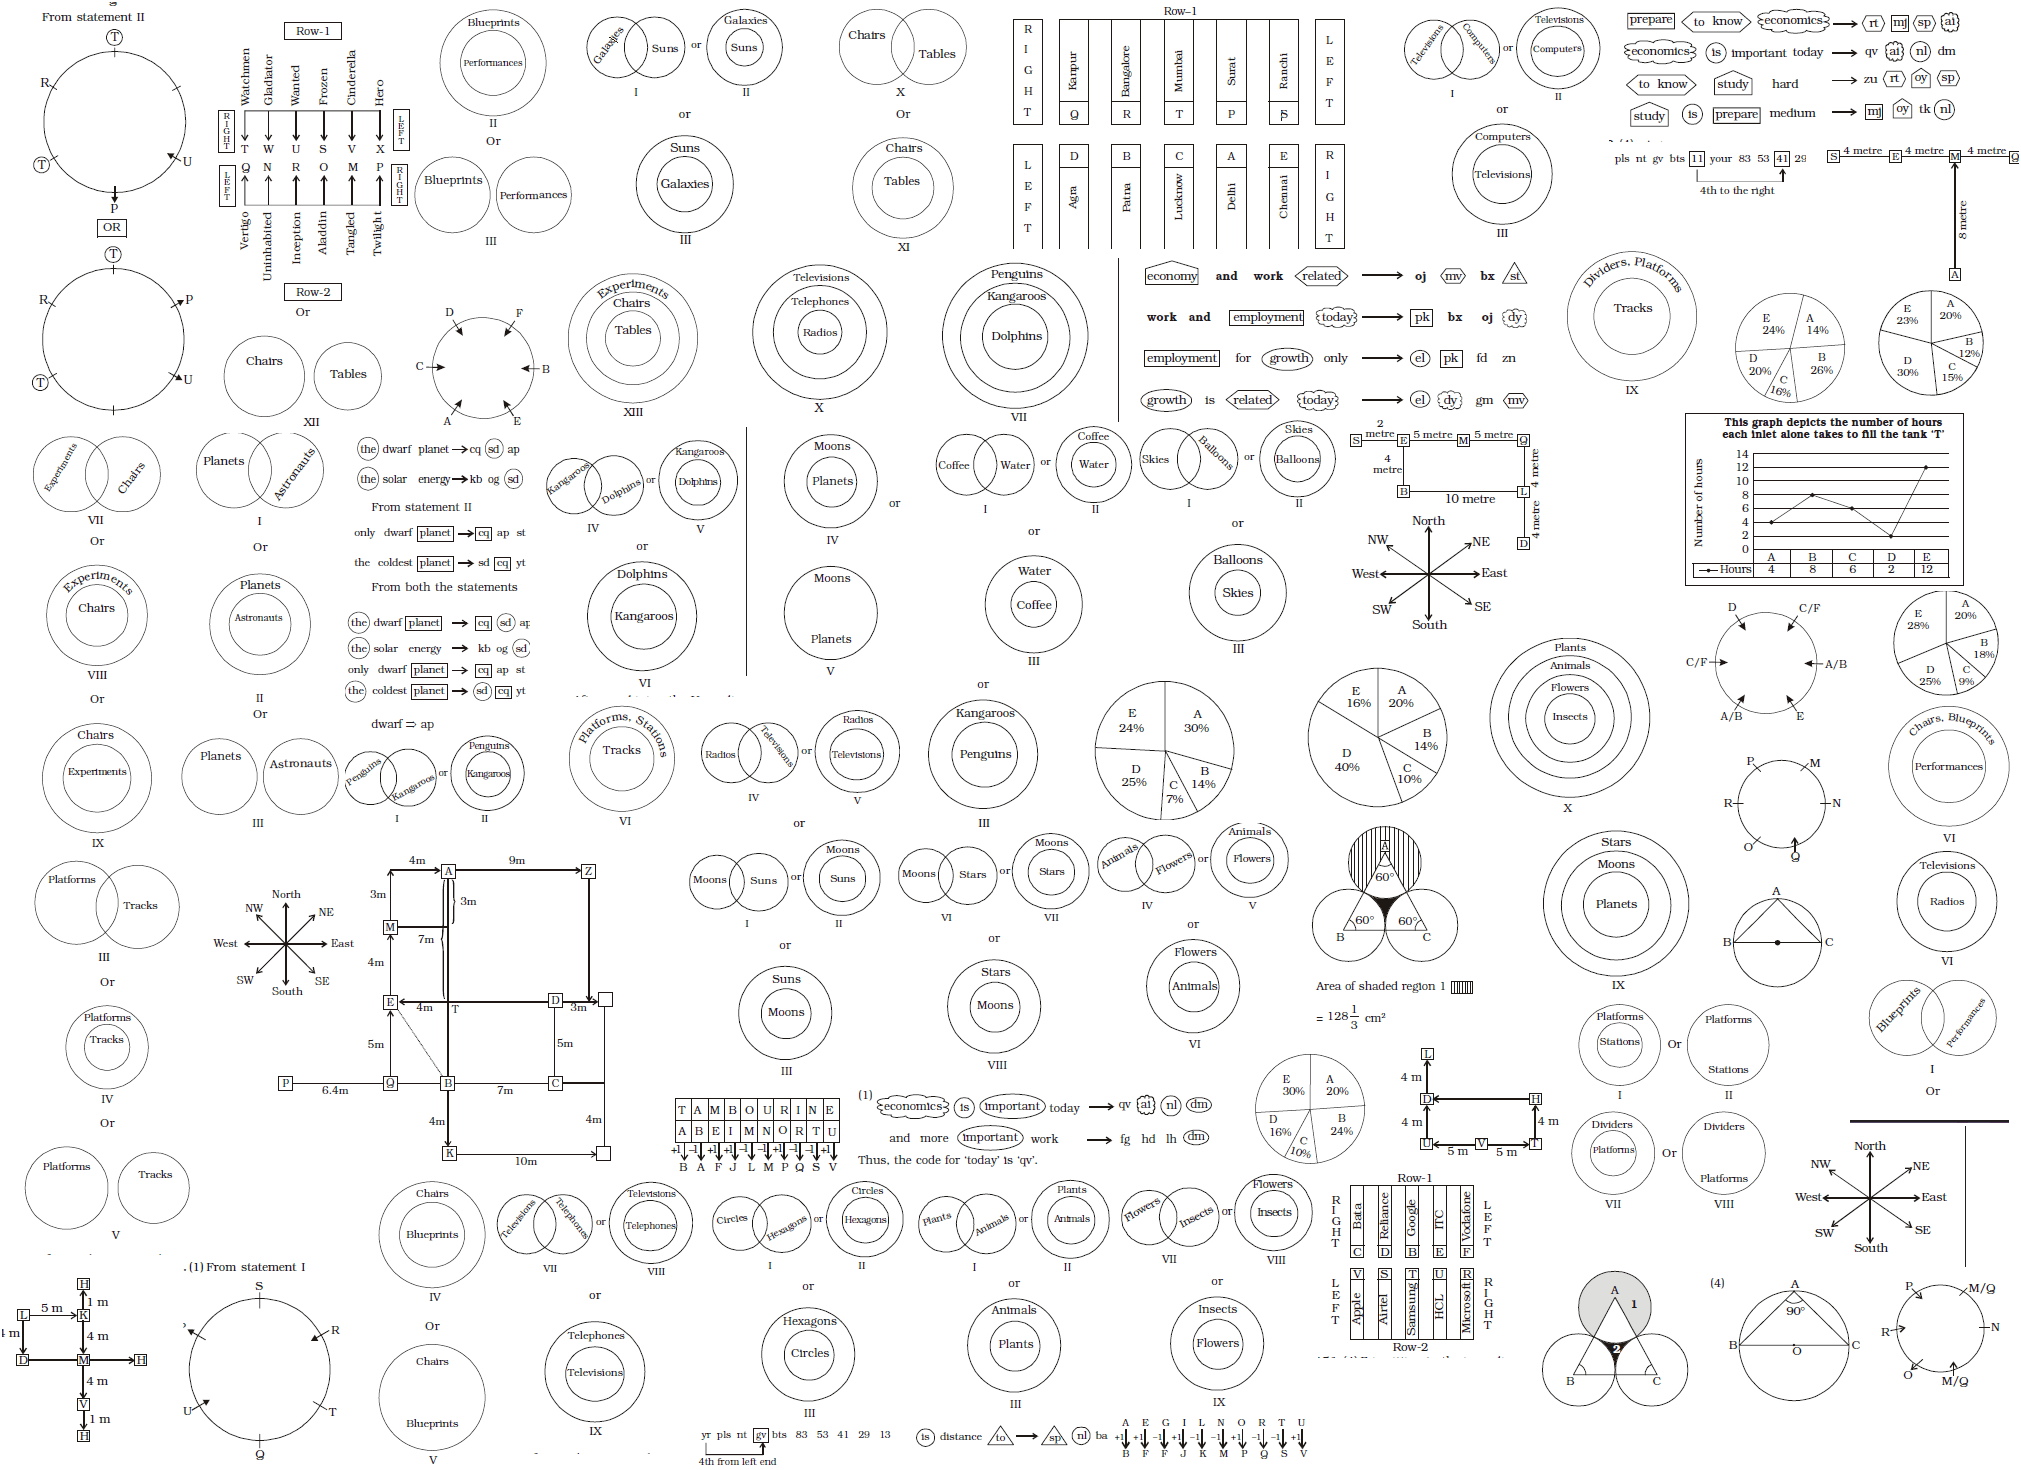 From statement II
T
R
T
U
P
OR
T
R
P
T
U
Row-1
Watchmen Gladiator Wanted Frozen Cinderella Hero
RIGHT
LEFT
T W U S V X
Q N R O M P
LEFT
RIGHT
Vertigo Uninhabited Inception Aladdin Tangled Twilight
Row-2
Or
Chairs
Tables
XII
Blueprints
Performances
II
Or
Blueprints
Performances
III
D F
C B
A E
Galaxies
Suns
or
Galaxies
Suns
I II
or
Suns
Galaxies
III
Chairs
Tables
X
Or
Chairs
Tables
XI
Row-1
RIGHT
Kanpur Bangalore Mumbai Surat Ranchi
LEFT
Q R T P S
LEFT
D B C A E
Agra Patna Lucknow Delhi Chennai
RIGHT
Televisions
Computers
or
Televisions
Computers
I II
or
Computers
Televisions
III
prepare to know economics rt mj sp ai
economics is important today qv ai nl dm
to know study hard zu rt oy sp
study is prepare medium mj oy tk nl
pls nt gv bts 11 your 83 53 41 29
4th to the right
S 4 metre E 4 metre M 4 metre Q
8 metre
A
Experiments
Chairs
Tables
XIII
Televisions
Telephones
Radios
X
Penguins
Kangaroos
Dolphins
VII
economy and work related oj mv bx st
work and employment today pk bx oj dy
employment for growth only el pk fd zn
growth is related today el dy gm mv
Dividers, Platforms
Tracks
IX
E 24% A 14%
D 20% B 26%
C 16%
E 23% A 20%
B 12%
D 30% C 15%
This graph depicts the number of hours
each inlet alone takes to fill the tank 'T'
Number of hours
14
12
10
8
6
4
2
0
A B C D E
Hours 4 8 6 2 12
Experiments
Chairs
VII
Or
Experiments
Chairs
VIII
Or
Chairs
Experiments
IX
Planets
Astronauts
I
Or
Planets
Astronauts
II
Or
Planets
Astronauts
III
the dwarf planet cq sd ap
the solar energy kb og sd
From statement II
only dwarf planet cq ap st
the coldest planet sd cq yt
From both the statements
the dwarf planet cq sd ap
the solar energy kb og sd
only dwarf planet cq ap st
the coldest planet sd cq yt
dwarf ⇒ ap
Penguins
Kangaroos
or
Penguins
Kangaroos
I II
Kangaroos
Dolphins
or
Kangaroos
Dolphins
IV V
or
Dolphins
Kangaroos
VI
Moons
Planets
or
IV
Moons
Planets
V
Coffee
Water
or
Coffee
Water
I II
or
Water
Coffee
III
or
Kangaroos
Penguins
III
Skies
Balloons
or
Skies
Balloons
I II
or
Balloons
Skies
III
2 metre
S E 5 metre M 5 metre Q
4 metre
4 metre
B 10 metre L
4 metre
D
North
NW NE
West East
SW SE
South
Platforms, Stations
Tracks
VI
Radios
Televisions
or
Radios
Televisions
IV V
or
E 24% A 30%
D 25% B 14%
C 7%
E 16% A 20%
B 14%
D 40% C 10%
Plants
Animals
Flowers
Insects
X
D C/F
C/F A/B
A/B E
E 28% A 20%
B 18%
D 25% C 9%
P M
R N
O Q
Chairs, Blueprints
Performances
VI
Platforms
Tracks
III
Or
Platforms
Tracks
IV
Or
Platforms
Tracks
V
North
NW NE
West East
SW SE
South
4m A 9m Z
3m
3m
M
7m
4m
E 4m T D 3m
5m 5m
P 6.4m Q B 7m C
4m 4m
K 10m
Moons
Suns
or
Moons
Suns
I II
or
Suns
Moons
III
Moons
Stars
or
Moons
Stars
VI VII
or
Stars
Moons
VIII
Animals
Flowers
or
Animals
Flowers
IV V
or
Flowers
Animals
VI
A
60°
60° 60°
B C
Area of shaded region 1
= 128 1/3 cm²
Stars
Moons
Planets
IX
A
B C
Televisions
Radios
VI
Platforms
Stations
Or
Platforms
Stations
I II
Blueprints
Performances
I
Or
T A M B O U R I N E
A B E I M N O R T U
+1 -1 +1 +1 -1 -1 +1 -1 -1 +1
B A F J L M P Q S V
(1) economics is important today qv ai nl dm
and more important work fg hd lh dm
Thus, the code for 'today' is 'qv'.
E 30% A 20%
D 16% B 24%
C 10%
L
4 m
D H
4 m 4 m
U V T
5 m 5 m
Dividers
Platforms
Or
Dividers
Platforms
VII VIII
North
NW NE
West East
SW SE
South
H
1 m
L 5 m K
4 m 4 m
D M H
4 m
V
1 m
H
(1) From statement I
S
R
U T
Q
Chairs
Blueprints
IV
Or
Chairs
Blueprints
V
Televisions
Telephones
or
Televisions
Telephones
VII VIII
or
Telephones
Televisions
IX
Circles
Hexagons
or
Circles
Hexagons
I II
or
Hexagons
Circles
III
Plants
Animals
or
Plants
Animals
I II
or
Animals
Plants
III
Flowers
Insects
or
Flowers
Insects
VII VIII
or
Insects
Flowers
IX
Row-1
RIGHT
Bata Reliance Google ITC Vodafone
LEFT
C D B E F
V S T U R
LEFT
Apple Airtel Samsung HCL Microsoft
RIGHT
Row-2
A
1
2
B C
(4)
A
90°
B O C
P M/Q
R N
O M/Q
yr pls nt gv bts 83 53 41 29 13
4th from left end
is distance to sp nl ba
A E G I L N O R T U
+1 +1 -1 +1 -1 -1 +1 -1 -1 +1
B F F J K M P Q S V